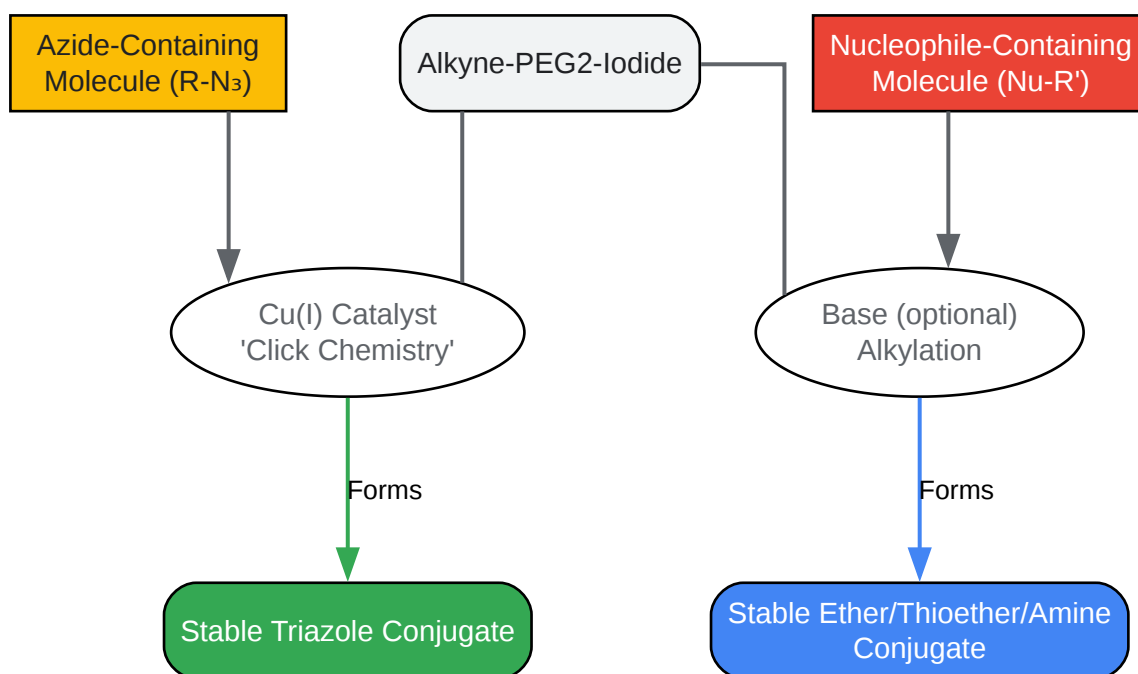 Azide-Containing
Molecule (R-N₃)
Alkyne-PEG2-Iodide
Nucleophile-Containing
Molecule (Nu-R')
Cu(I) Catalyst
'Click Chemistry'
Base (optional)
Alkylation
Forms
Forms
Stable Triazole Conjugate
Stable Ether/Thioether/Amine
Conjugate